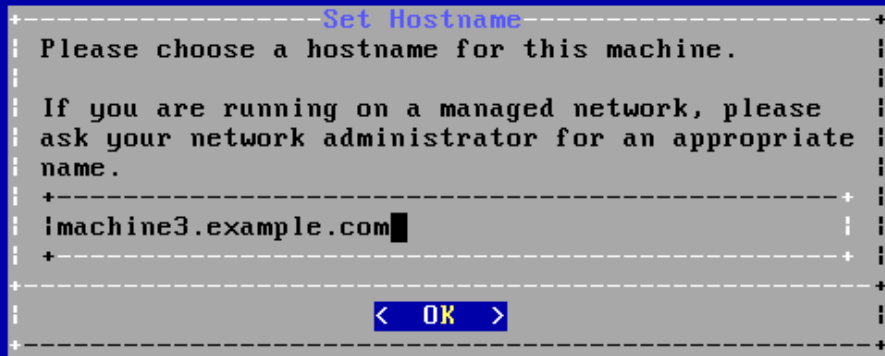 Set Hostname
Please choose a hostname for this machine.
If you are running on a managed network, please
ask your network administrator for an appropriate
name.
machine3.example.com
< OK >